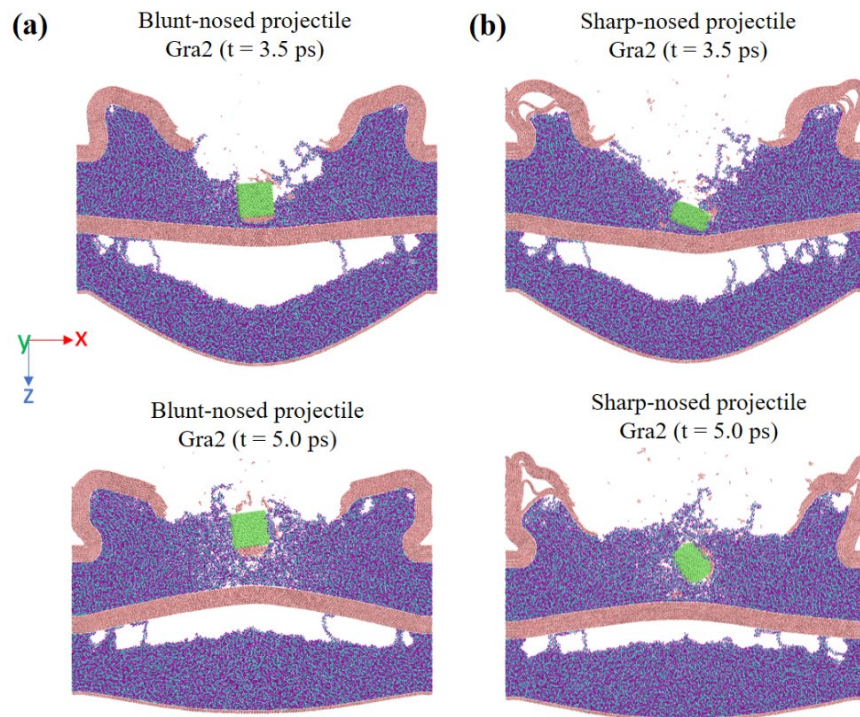 (a)
Blunt-nosed projectile
Gra2 (t = 3.5 ps)
(b)
Sharp-nosed projectile
Gra2 (t = 3.5 ps)
y
x
z
Blunt-nosed projectile
Gra2 (t = 5.0 ps)
Sharp-nosed projectile
Gra2 (t = 5.0 ps)